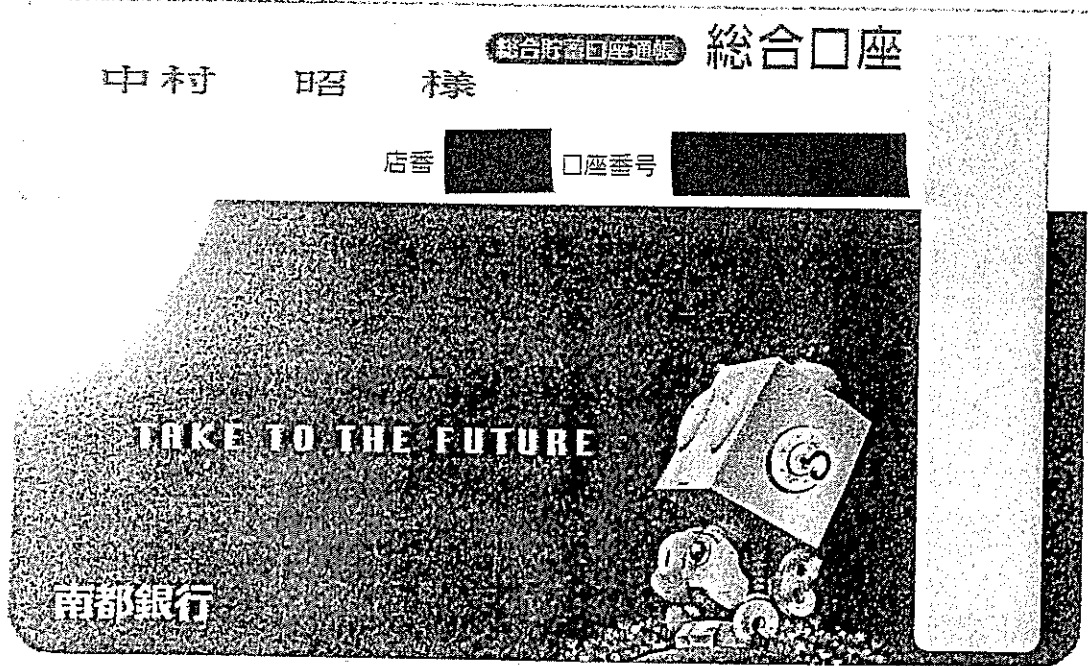 総合貯蓄口座通帳 総合口座
中村 昭 様
店番 口座番号
TAKE TO THE FUTURE
南都銀行